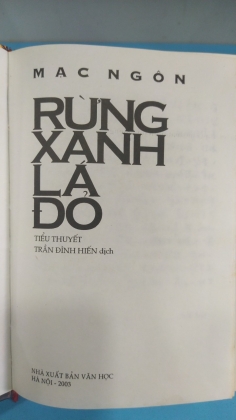 MẠC NGÔN
RỪNG
XANH
LÁ
ĐỎ
TIỂU THUYẾT
TRẦN ĐÌNH HIẾN dịch
NHÀ XUẤT BẢN VĂN HỌC
HÀ NỘI - 2003